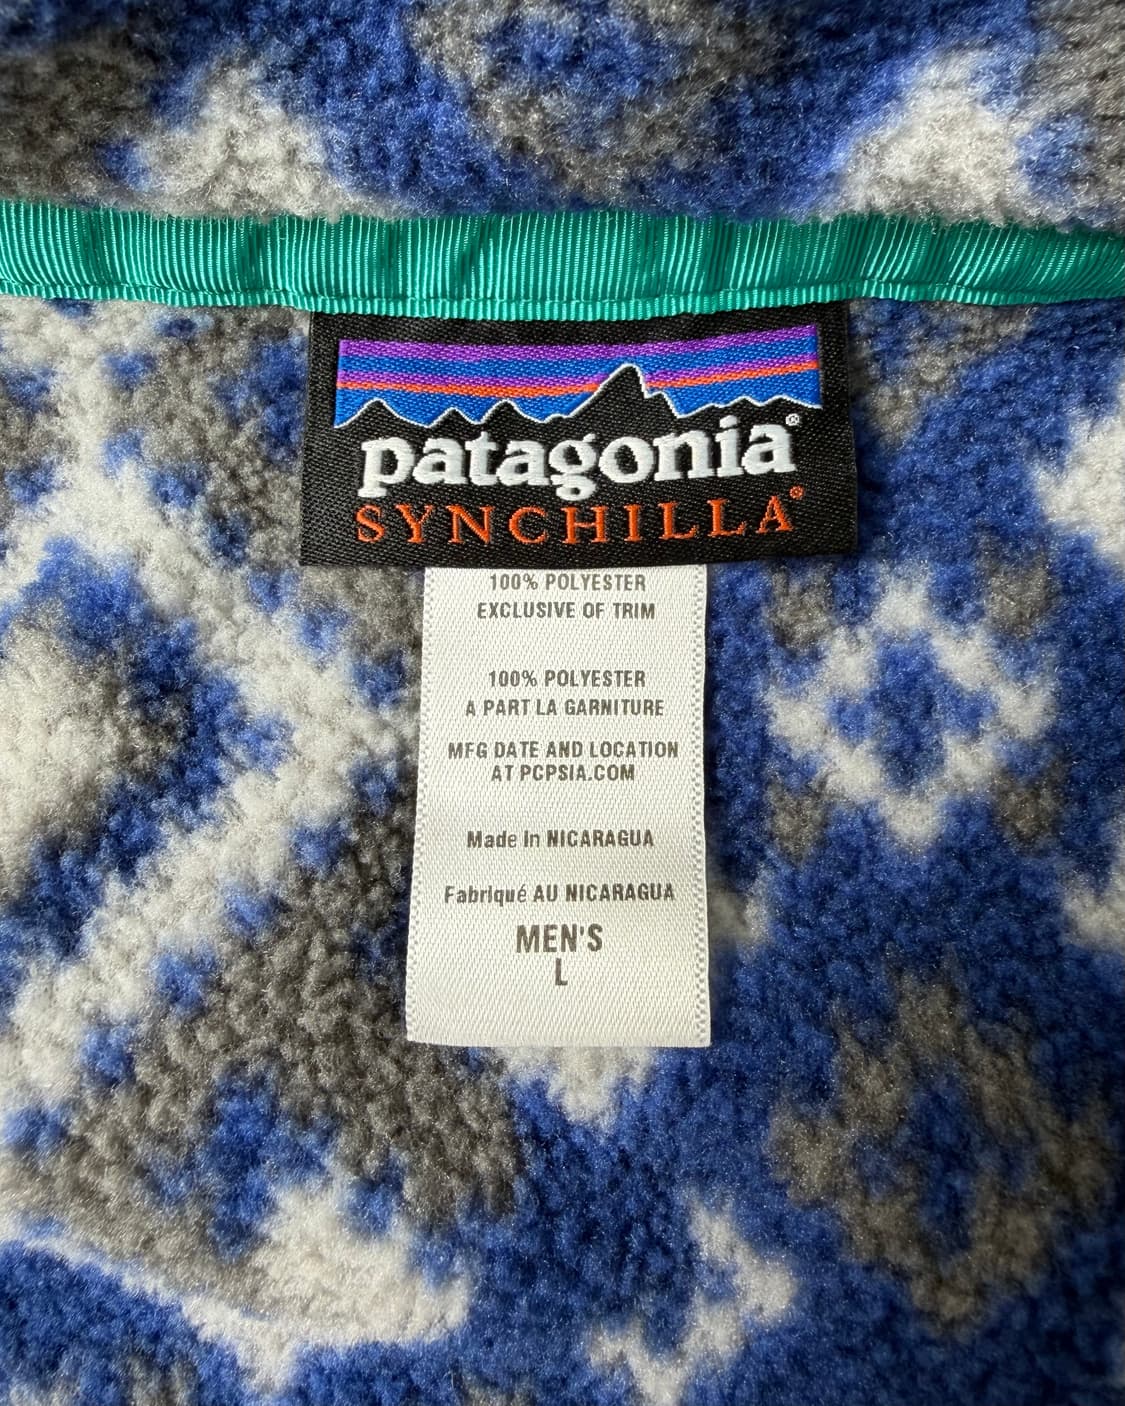 patagonia®
SYNCHILLA®
100% POLYESTER
EXCLUSIVE OF TRIM
100% POLYESTER
A PART LA GARNITURE
MFG DATE AND LOCATION
AT PCPSIA.COM
Made in NICARAGUA
Fabriqué AU NICARAGUA
MEN'S
L